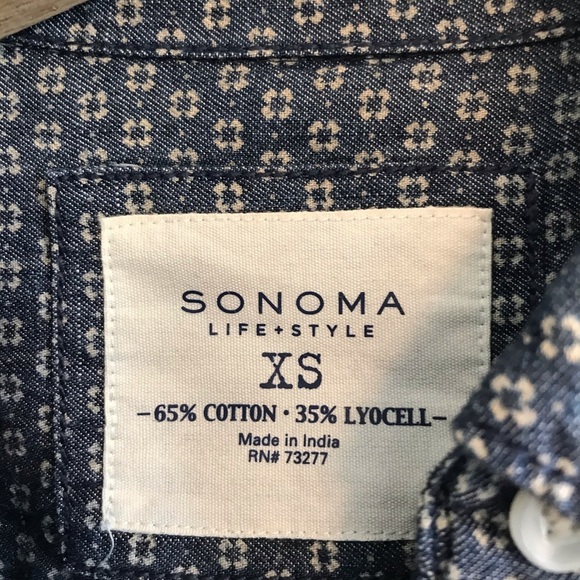 SONOMA
LIFE+STYLE
XS
-65% COTTON · 35% LYOCELL-
Made in India
RN# 73277